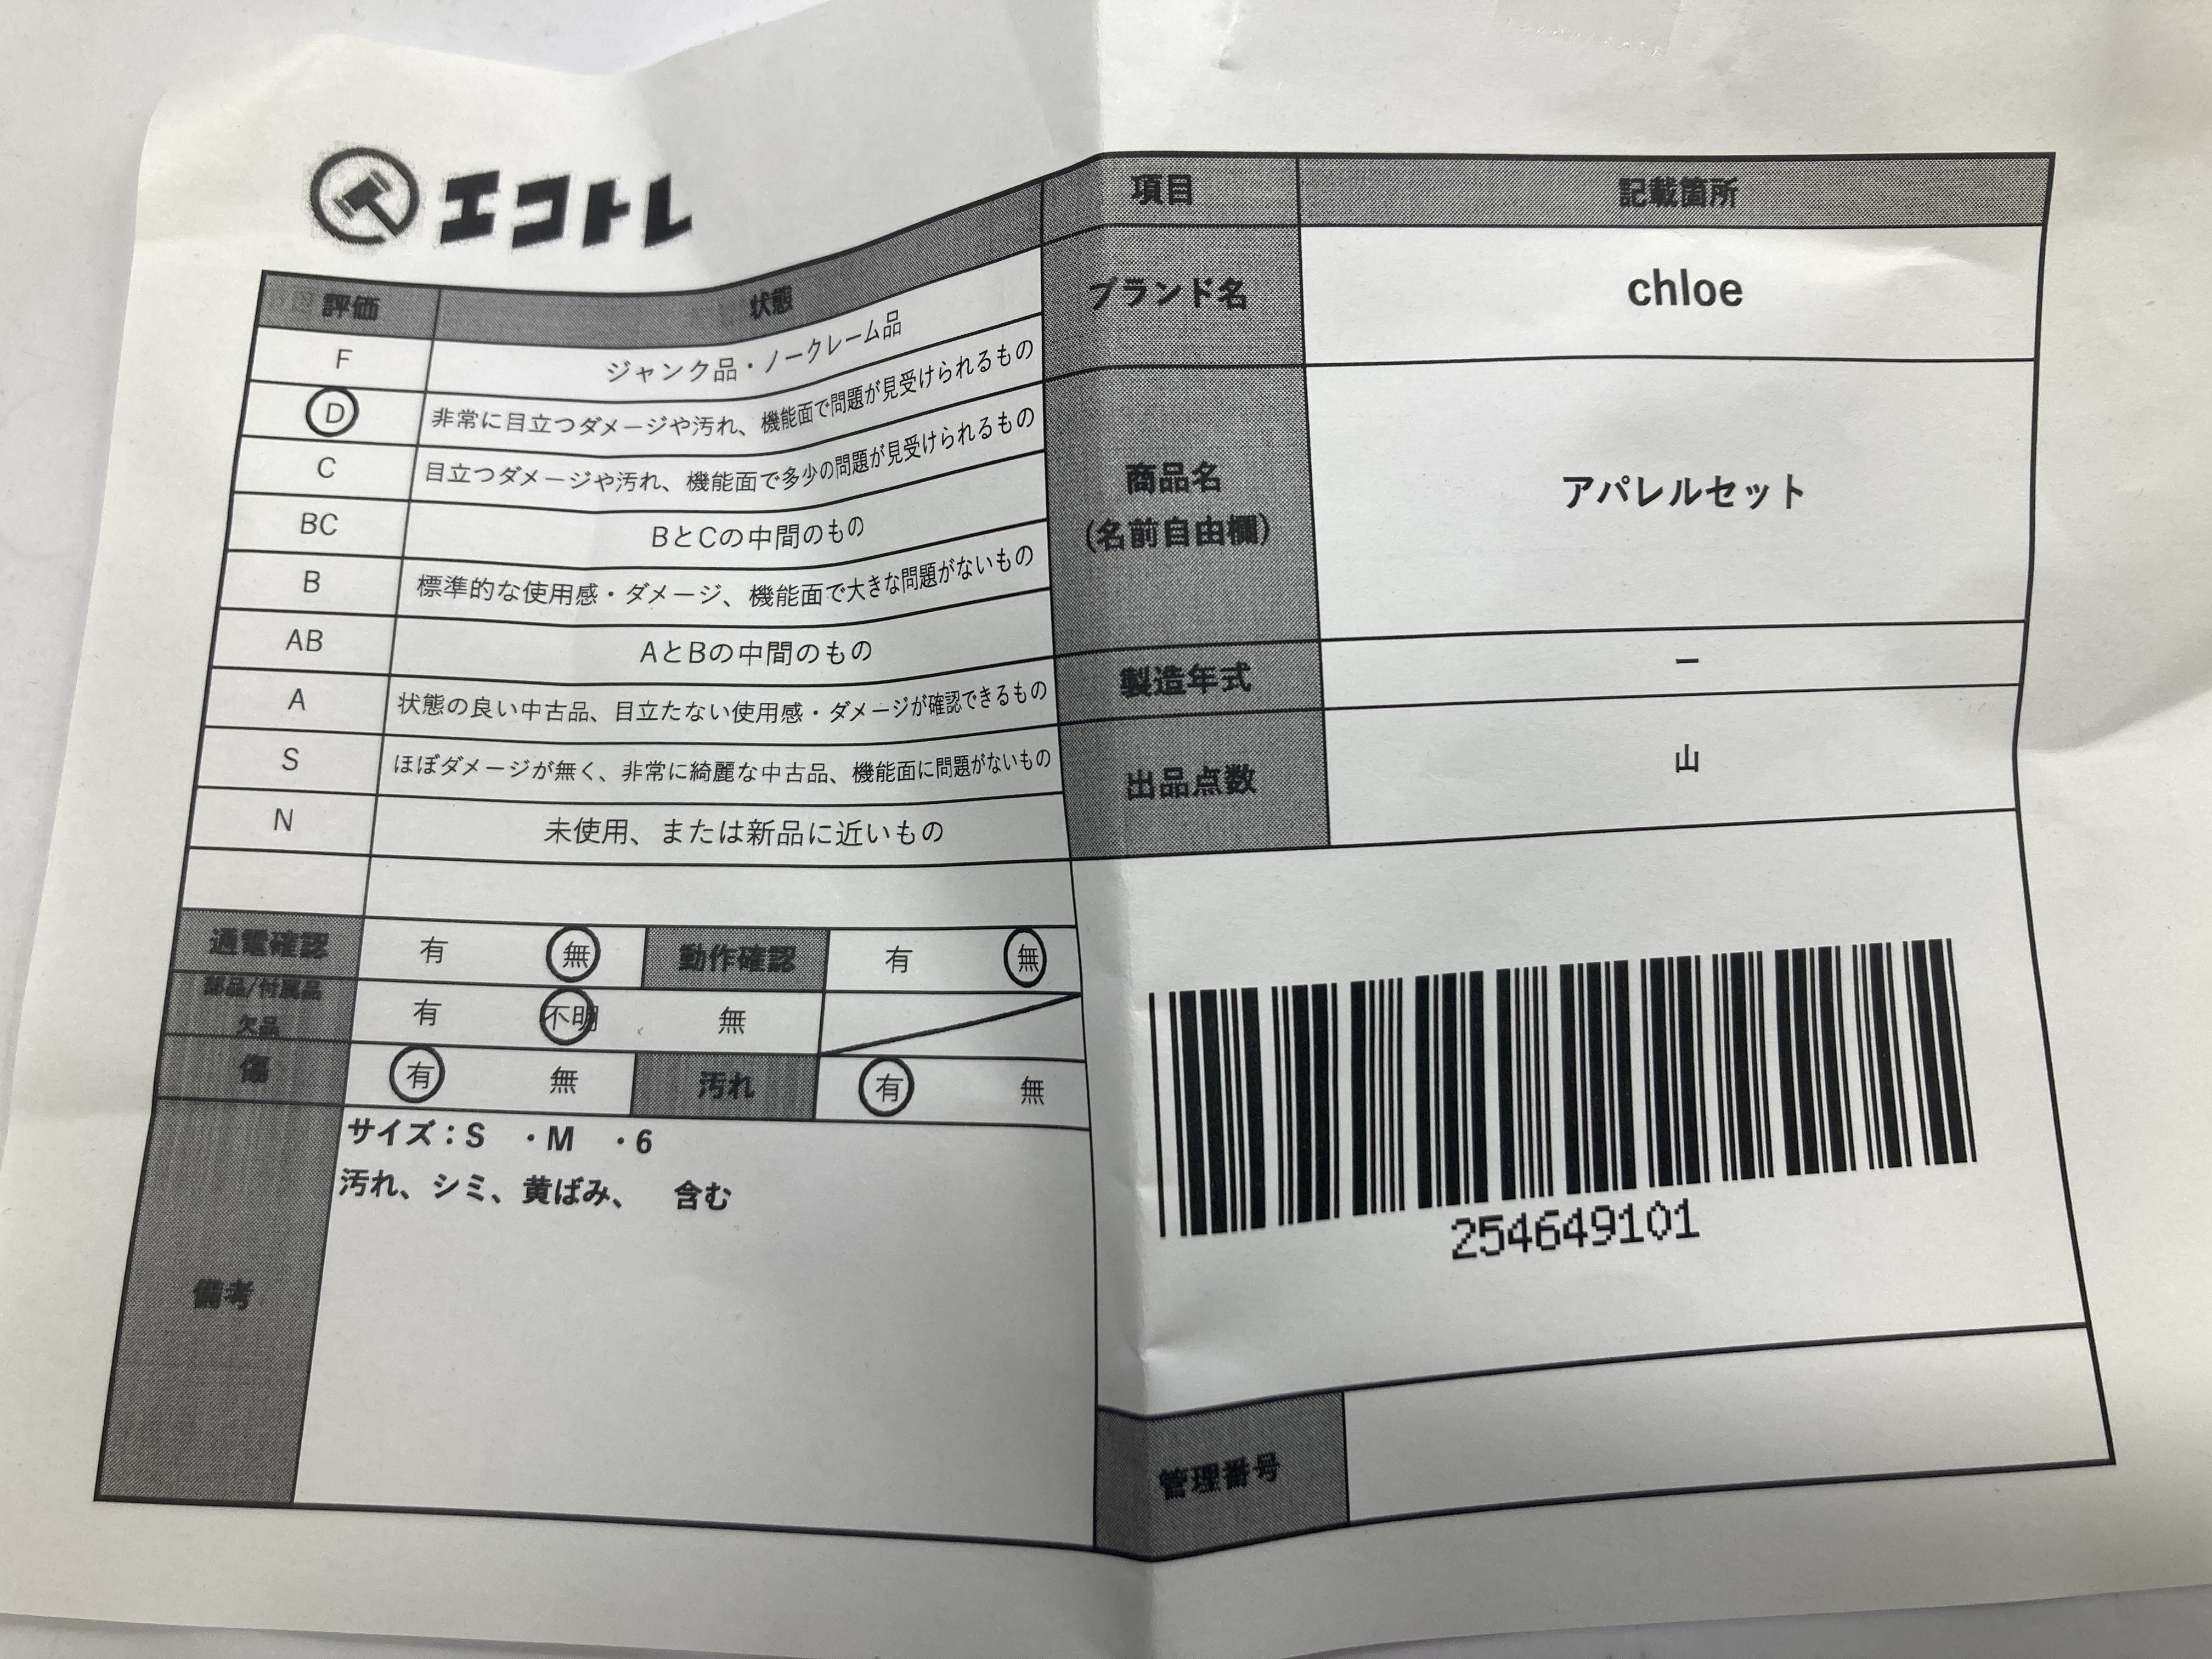 エコトレ
評価 状態
F ジャンク品・ノークレーム品
D 非常に目立つダメージや汚れ、機能面で問題が見受けられるもの
C 目立つダメージや汚れ、機能面で多少の問題が見受けられるもの
BC BとCの中間のもの
B 標準的な使用感・ダメージ、機能面で大きな問題がないもの
AB AとBの中間のもの
A 状態の良い中古品、目立たない使用感・ダメージが確認できるもの
S ほぼダメージが無く、非常に綺麗な中古品、機能面に問題がないもの
N 未使用、または新品に近いもの
通電確認 有 無 動作確認 有 無
部品/付属品
欠品 有 不明 無
傷 有 無 汚れ 有 無
備考
サイズ:S ・M ・6
汚れ、シミ、黄ばみ、 含む
項目 記載箇所
ブランド名 chloe
商品名
(名前自由欄) アパレルセット
製造年式 ー
出品点数 山
254649101
管理番号